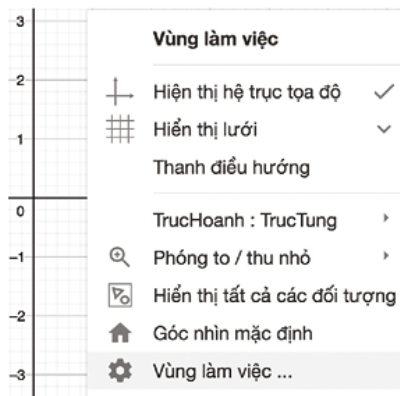 3
2
1
0
-1
-2
-3
Vùng làm việc
Hiện thị hệ trục tọa độ
Hiển thị lưới
Thanh điều hướng
TrucHoanh : TrucTung
Phóng to / thu nhỏ
Hiển thị tất cả các đối tượng
Góc nhìn mặc định
Vùng làm việc ...